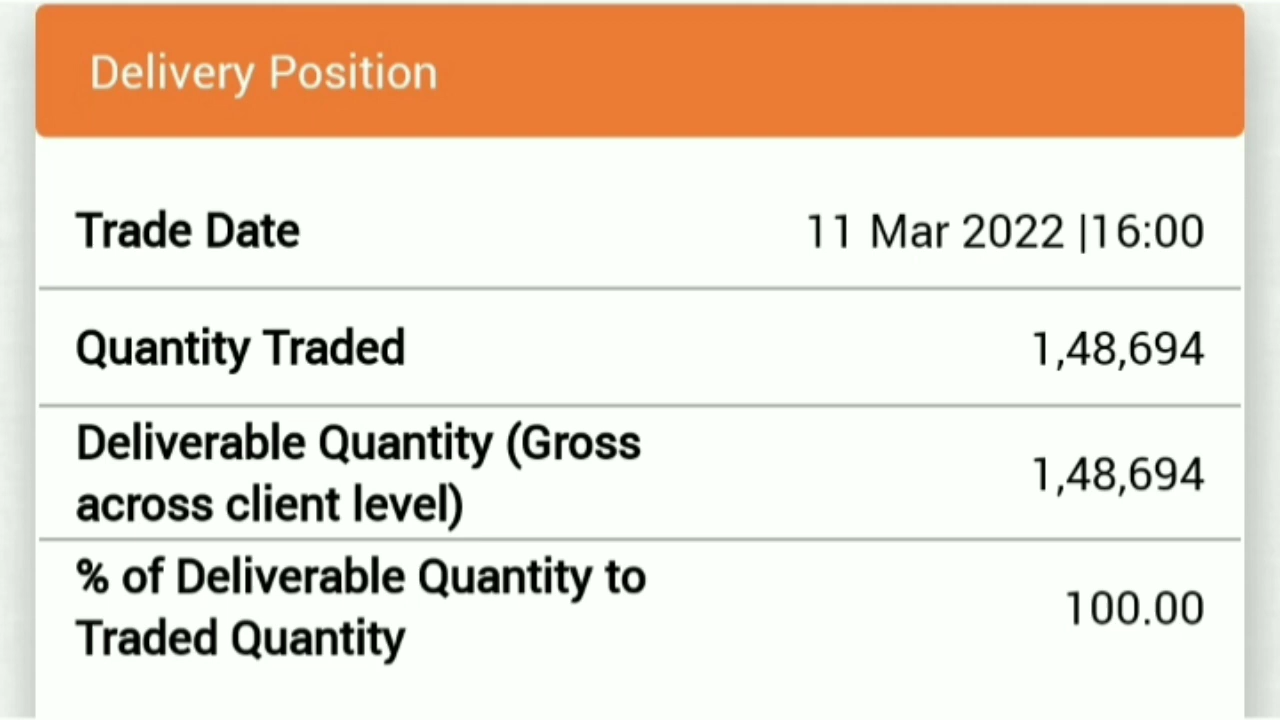 Delivery Position
Trade Date 11 Mar 2022 |16:00
Quantity Traded 1,48,694
Deliverable Quantity (Gross
across client level) 1,48,694
% of Deliverable Quantity to
Traded Quantity 100.00